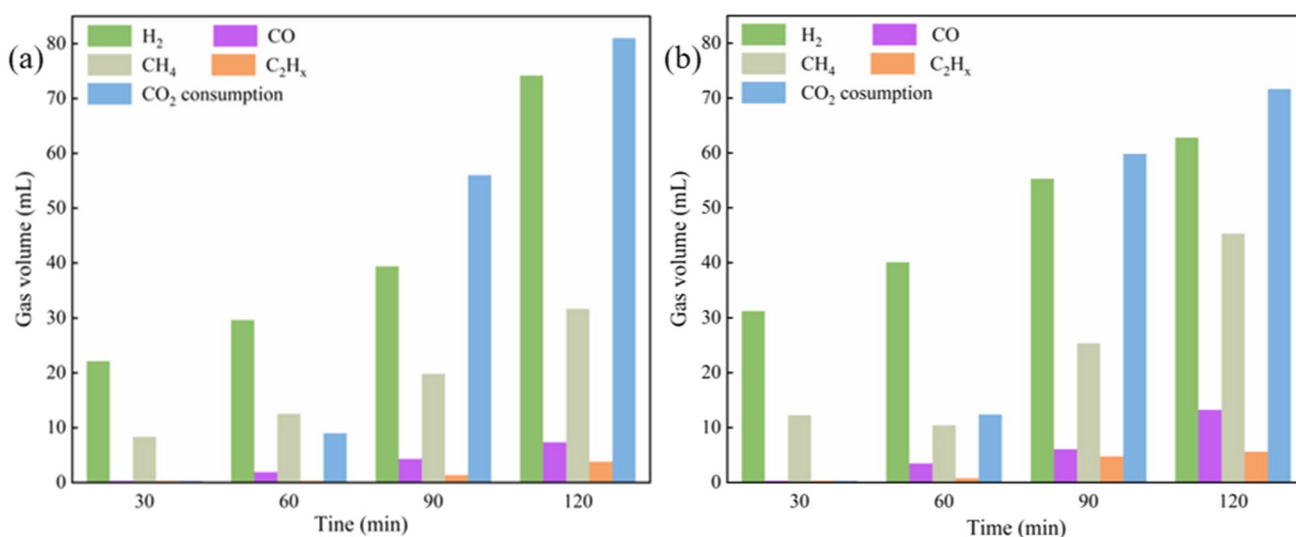 (a)
H₂ CO
CH₄ C₂Hₓ
CO₂ consumption
Gas volume (mL)
80
70
60
50
40
30
20
10
0
30 60 90 120
Tine (min)
(b)
H₂ CO
CH₄ C₂Hₓ
CO₂ cosumption
Gas volume (mL)
80
70
60
50
40
30
20
10
0
30 60 90 120
Time (min)